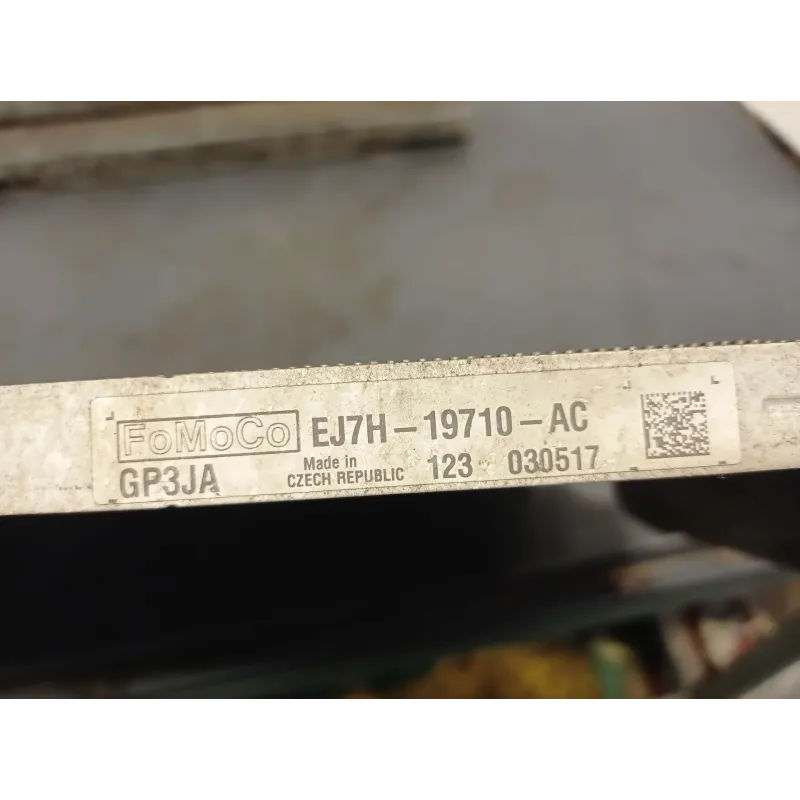 FoMoCo EJ7H-19710-AC
GP3JA Made in CZECH REPUBLIC 123 030517